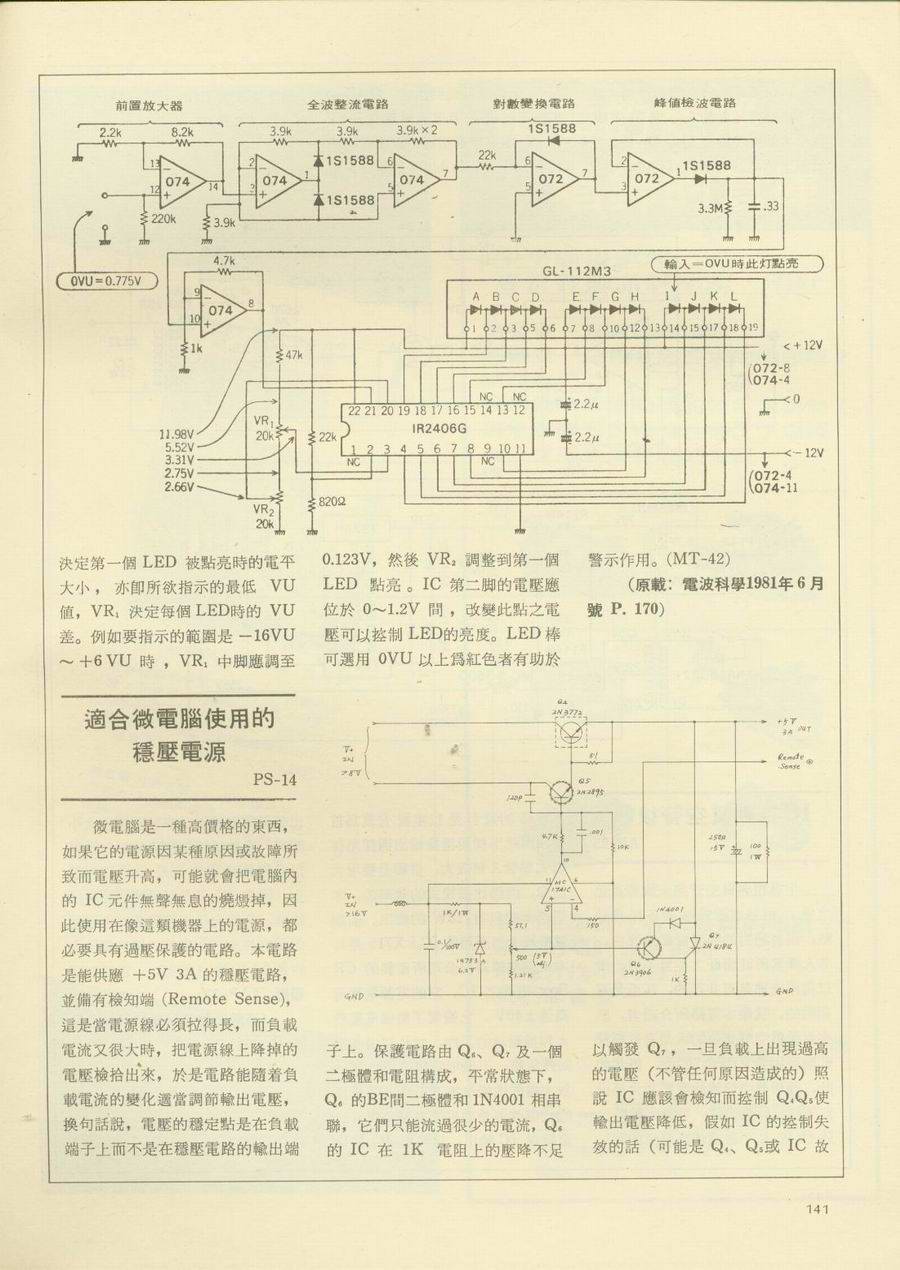 前置放大器
全波整流電路
對數變換電路
峰值檢波電路
2.2k
8.2k
3.9k
3.9k
3.9k×2
22k
1S1588
1S1588
1S1588
1S1588
13
12
14
074
2
3
1
074
6
5
7
074
6
5
7
072
2
3
1
072
220k
3.9k
3.3M
.33
0VU=0.775V
4.7k
9
10
8
074
1k
GL-112M3
輸入=0VU時此灯點亮
A B C D E F G H I J K L
1 2 3 5 6 7 8 10 12 13 14 15 17 18 19
<+12V
072-8
074-4
<0
<-12V
072-4
074-11
47k
VR₁
20k
22k
820Ω
VR₂
20k
11.98V
5.52V
3.31V
2.75V
2.66V
NC NC
22 21 20 19 18 17 16 15 14 13 12
IR2406G
1 2 3 4 5 6 7 8 9 10 11
NC NC
2.2μ
2.2μ
決定第一個 LED 被點亮時的電平
大小，亦卽所欲指示的最低 VU
値，VR₁ 決定每個LED時的 VU
差。例如要指示的範圍是 −16VU
～+6VU 時，VR₁ 中脚應調至
0.123V，然後 VR₂ 調整到第一個
LED 點亮。IC 第二脚的電壓應
位於 0～1.2V 間，改變此點之電
壓可以控制 LED的亮度。LED 棒
可選用 0VU 以上爲紅色者有助於
警示作用。(MT-42)
(原載：電波科學1981年6月
號 P. 170)
適合微電腦使用的
穩壓電源
PS-14
微電腦是一種高價格的東西，
如果它的電源因某種原因或故障所
致而電壓升高，可能就會把電腦內
的 IC 元件無聲無息的燒燬掉，因
此使用在像這類機器上的電源，都
必要具有過壓保護的電路。本電路
是能供應 +5V 3A 的穩壓電路，
並備有檢知端 (Remote Sense)，
這是當電源線必須拉得長，而負載
電流又很大時，把電源線上降掉的
電壓檢拾出來，於是電路能隨着負
載電流的變化適當調節輸出電壓，
換句話說，電壓的穩定點是在負載
端子上而不是在穩壓電路的輸出端
Q4
2N3772
+5V
3A OUT
Remote
Sense
V+
IN
>8V
51
Q5
2N2895
120P
4.7K
.001
10K
10
11
6
5
4
2500
15V
100
1W
V+
IN
>10V
1K/1W
1N753
6.2V
500
1.21K
150
1N4001
Q7
Q6
2N3906
1K
GND
GND
子上。保護電路由 Q₆、Q₇ 及一個
二極體和電阻構成，平常狀態下，
Q₆ 的BE間二極體和1N4001 相串
聯，它們只能流過很少的電流，Q₆
的 IC 在 1K 電阻上的壓降不足
以觸發 Q₇，一旦負載上出現過高
的電壓（不管任何原因造成的）照
說 IC 應該會檢知而控制 Q₄Q₅使
輸出電壓降低，假如 IC 的控制失
效的話（可能是 Q₄、Q₅或 IC 故
141